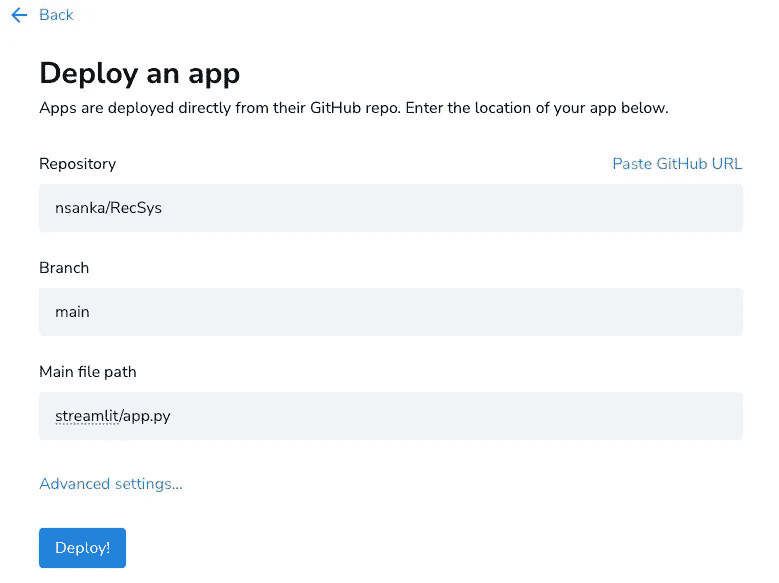 Back
Deploy an app
Apps are deployed directly from their GitHub repo. Enter the location of your app below.
Repository
Paste GitHub URL
nsanka/RecSys
Branch
main
Main file path
streamlit/app.py
Advanced settings...
Deploy!